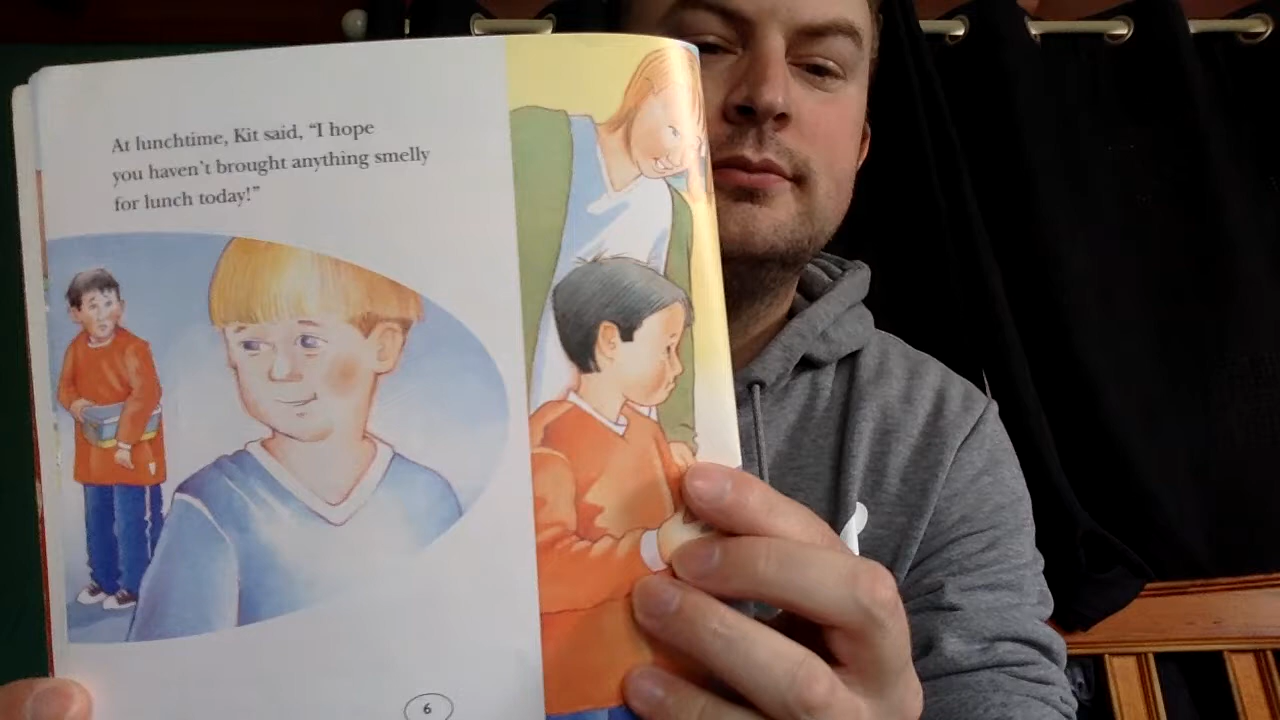 At lunchtime, Kit said, “I hope
you haven’t brought anything smelly
for lunch today!”
6